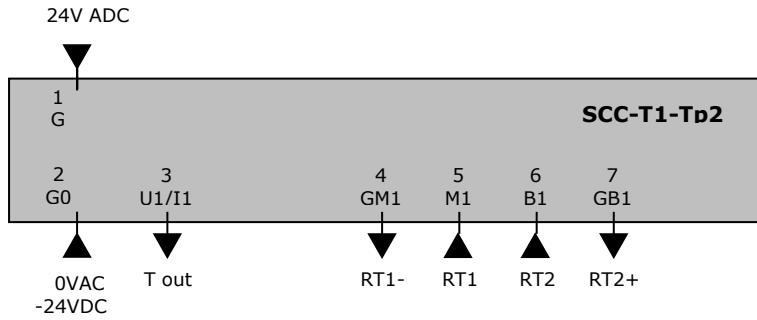 24V ADC
1
G
SCC-T1-Tp2
2 3 4 5 6 7
G0 U1/I1 GM1 M1 B1 GB1
0VAC T out RT1- RT1 RT2 RT2+
-24VDC